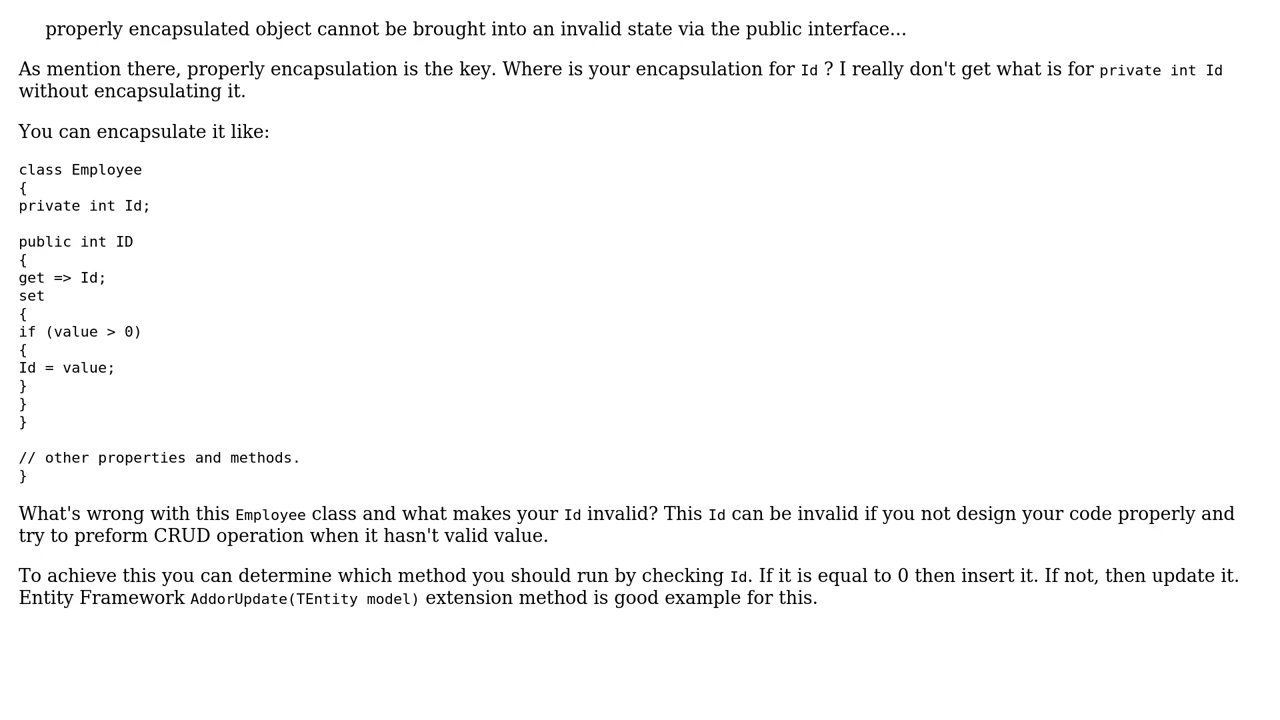 properly encapsulated object cannot be brought into an invalid state via the public interface...
As mention there, properly encapsulation is the key. Where is your encapsulation for Id ? I really don't get what is for private int Id
without encapsulating it.
You can encapsulate it like:
class Employee
{
private int Id;
public int ID
{
get => Id;
set
{
if (value > 0)
{
Id = value;
}
}
}
// other properties and methods.
}
What's wrong with this Employee class and what makes your Id invalid? This Id can be invalid if you not design your code properly and
try to preform CRUD operation when it hasn't valid value.
To achieve this you can determine which method you should run by checking Id. If it is equal to 0 then insert it. If not, then update it.
Entity Framework AddorUpdate(TEntity model) extension method is good example for this.